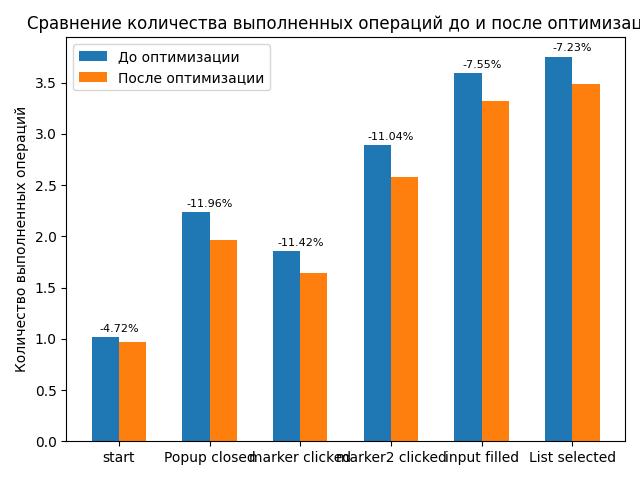 Сравнение количества выполненных операций до и после оптимизац
До оптимизации
После оптимизации
Количество выполненных операций
3.5
3.0
2.5
2.0
1.5
1.0
0.5
0.0
-4.72%
-11.96%
-11.42%
-11.04%
-7.55%
-7.23%
start
Popup closed
marker clicked
marker2 clicked
input filled
List selected